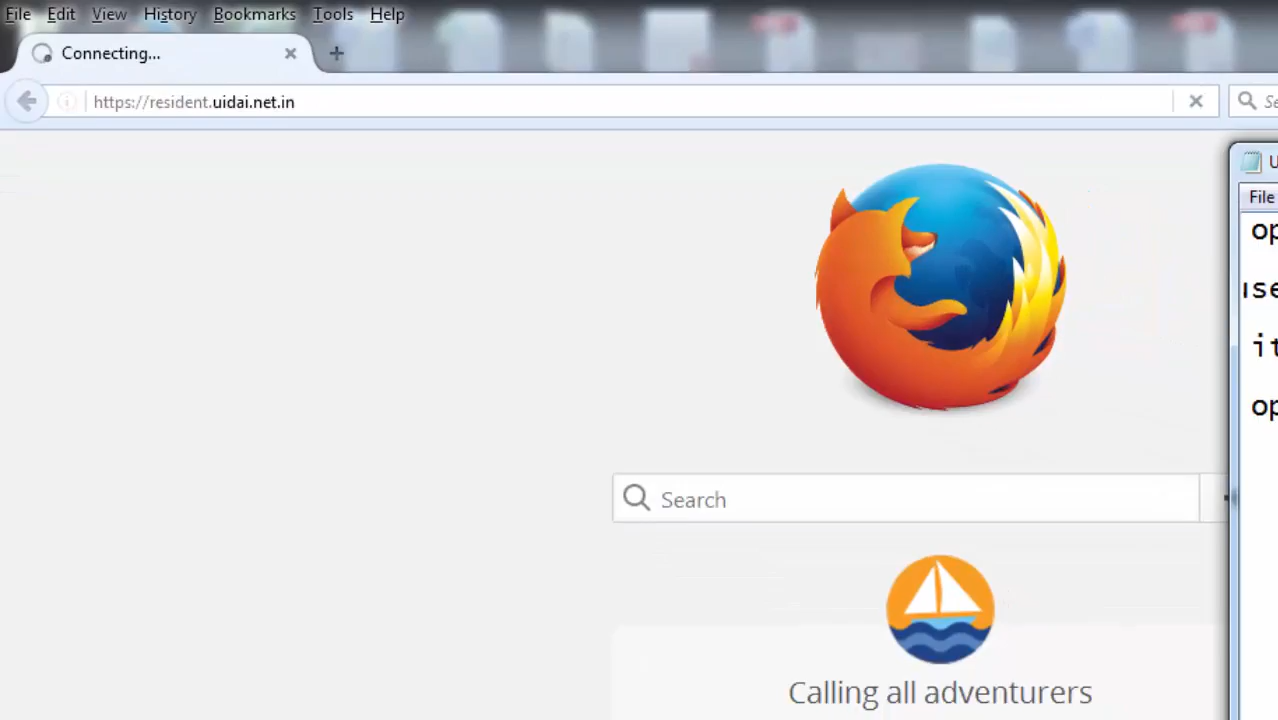 File Edit View History Bookmarks Tools Help
Connecting...
https://resident.uidai.net.in
File
Search
Calling all adventurers